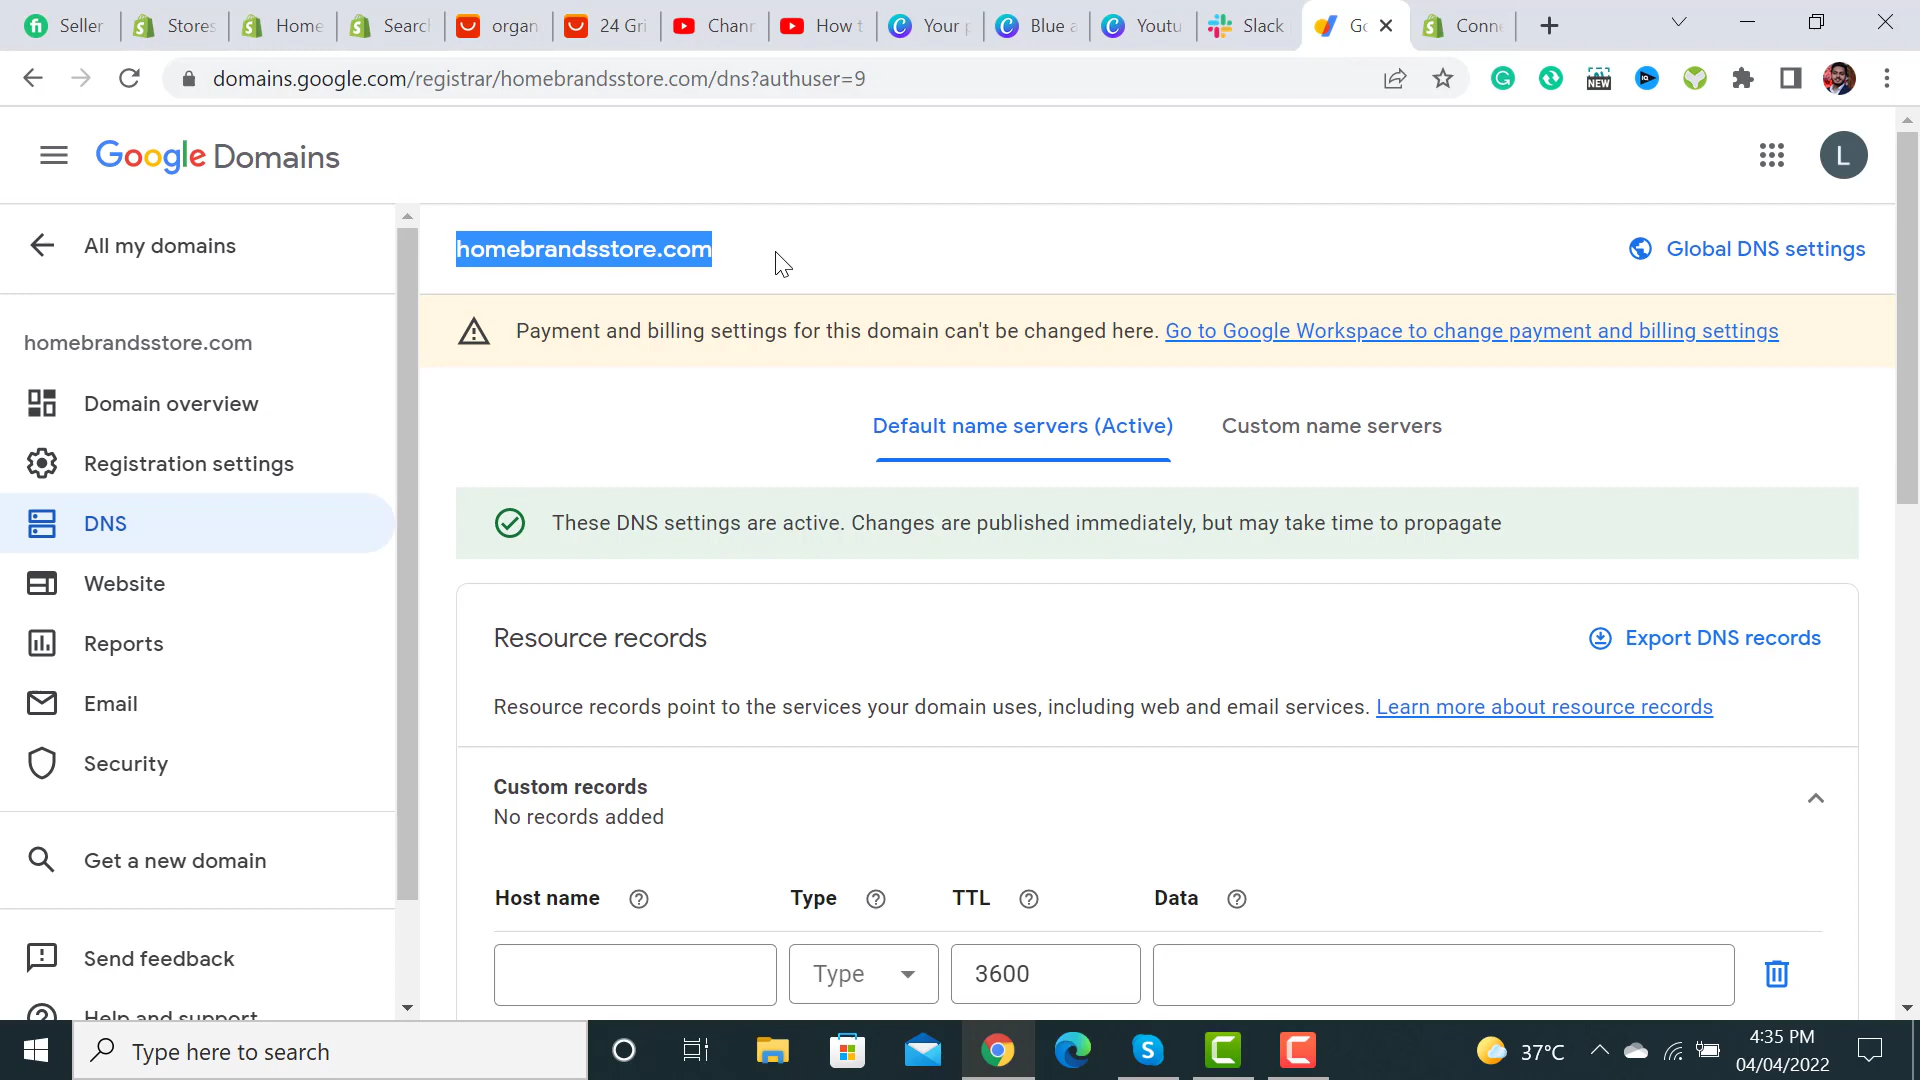 Seller
Stores
Home
Searc
organ
24 Gri
Chann
How t
Your p
Blue a
Youtu
Slack
Go
Conne
domains.google.com/registrar/homebrandsstore.com/dns?authuser=9
NEW
Google Domains
L
All my domains
homebrandsstore.com
Global DNS settings
Payment and billing settings for this domain can't be changed here. Go to Google Workspace to change payment and billing settings
homebrandsstore.com
Domain overview
Registration settings
DNS
Website
Reports
Email
Security
Get a new domain
Send feedback
Help and support
Default name servers (Active)
Custom name servers
These DNS settings are active. Changes are published immediately, but may take time to propagate
Resource records
Export DNS records
Resource records point to the services your domain uses, including web and email services. Learn more about resource records
Custom records
No records added
Host name
Type
TTL
Data
Type
3600
Type here to search
37°C
4:35 PM
04/04/2022